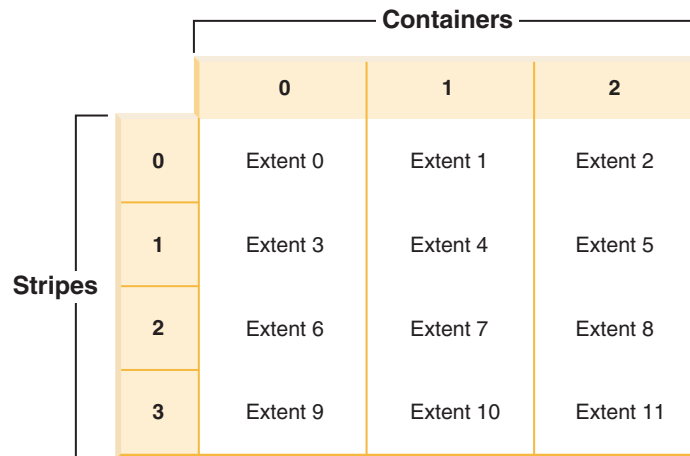 Containers
0 1 2
0 Extent 0 Extent 1 Extent 2
1 Extent 3 Extent 4 Extent 5
Stripes
2 Extent 6 Extent 7 Extent 8
3 Extent 9 Extent 10 Extent 11